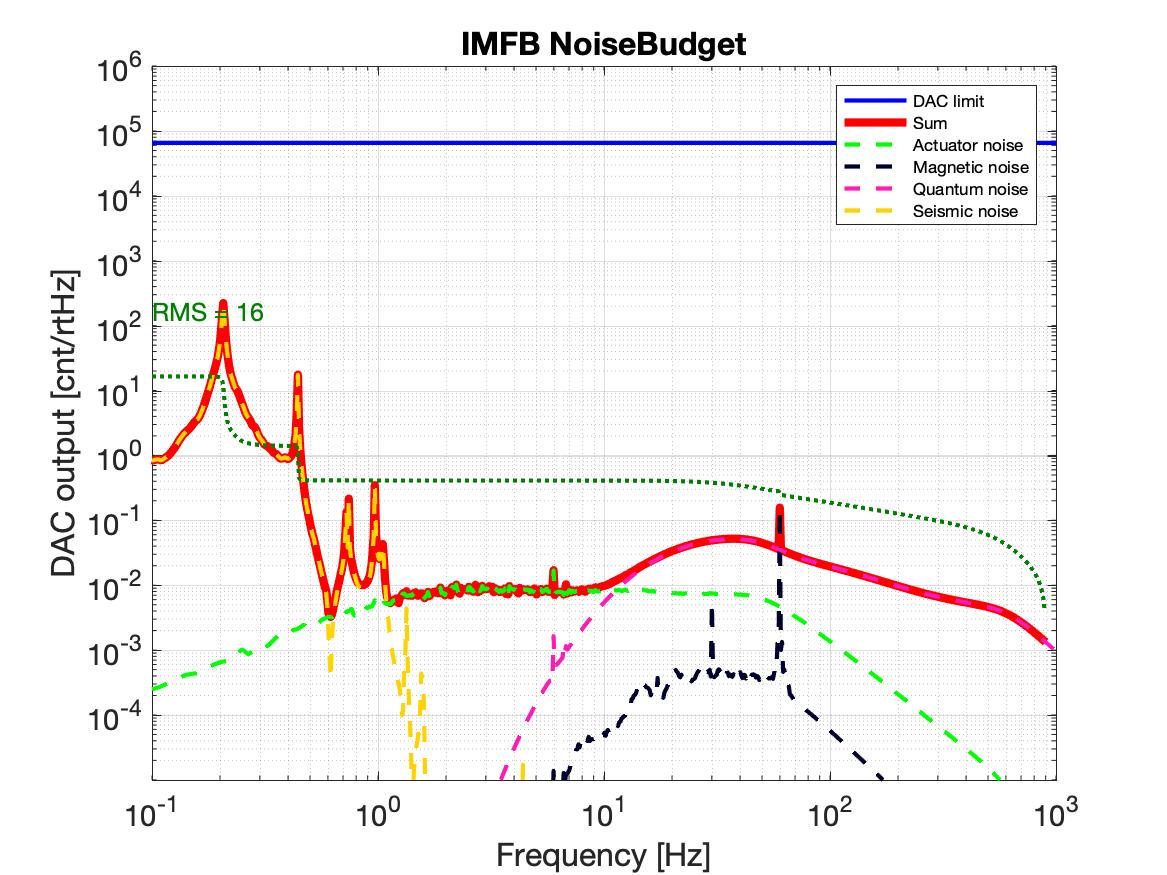 IMFB NoiseBudget
DAC output [cnt/rtHz]
10^6
10^5
10^4
10^3
10^2
10^1
10^0
10^-1
10^-2
10^-3
10^-4
DAC limit
Sum
Actuator noise
Magnetic noise
Quantum noise
Seismic noise
RMS = 16
10^-1
10^0
10^1
10^2
10^3
Frequency [Hz]